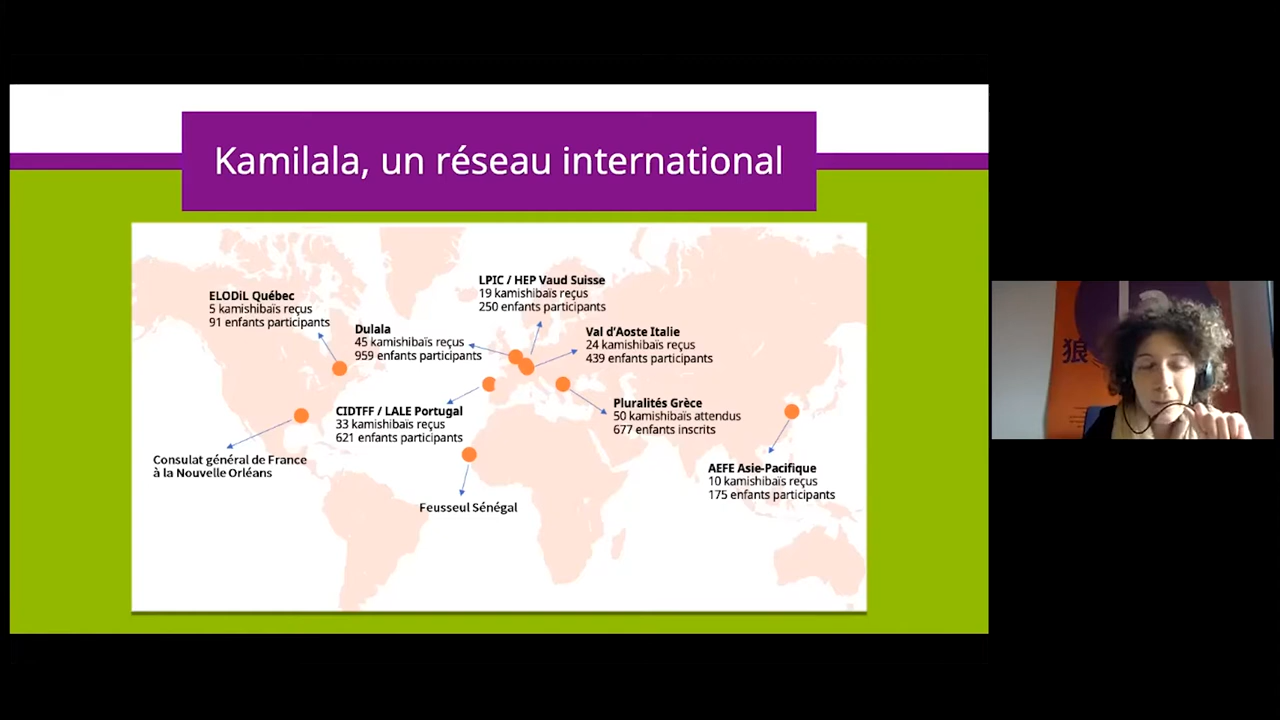 Kamilala, un réseau international
LPIC / HEP Vaud Suisse
19 kamishibaïs reçus
250 enfants participants
ELODiL Québec
5 kamishibaïs reçus
91 enfants participants
Dulala
45 kamishibaïs reçus
959 enfants participants
Val d'Aoste Italie
24 kamishibaïs reçus
439 enfants participants
CIDTFF / LALE Portugal
33 kamishibaïs reçus
621 enfants participants
Pluralités Grèce
50 kamishibaïs attendus
677 enfants inscrits
Consulat général de France
à la Nouvelle Orléans
AEFE Asie-Pacifique
10 kamishibaïs reçus
175 enfants participants
Feusseul Sénégal
狼